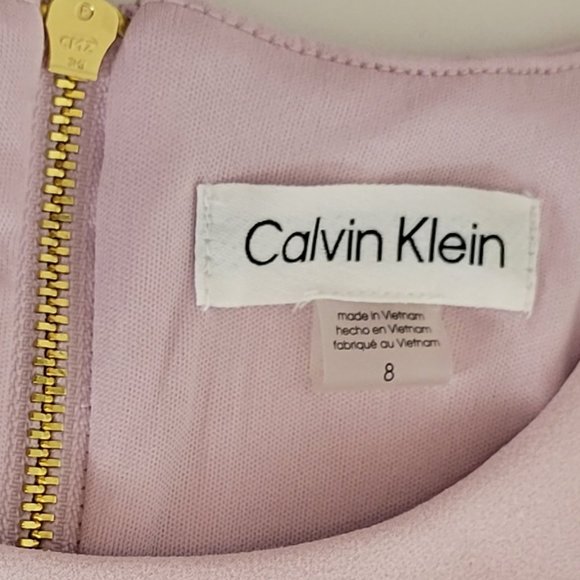 Calvin Klein
made in Vietnam
hecho en Vietnam
fabriqué au Vietnam
8